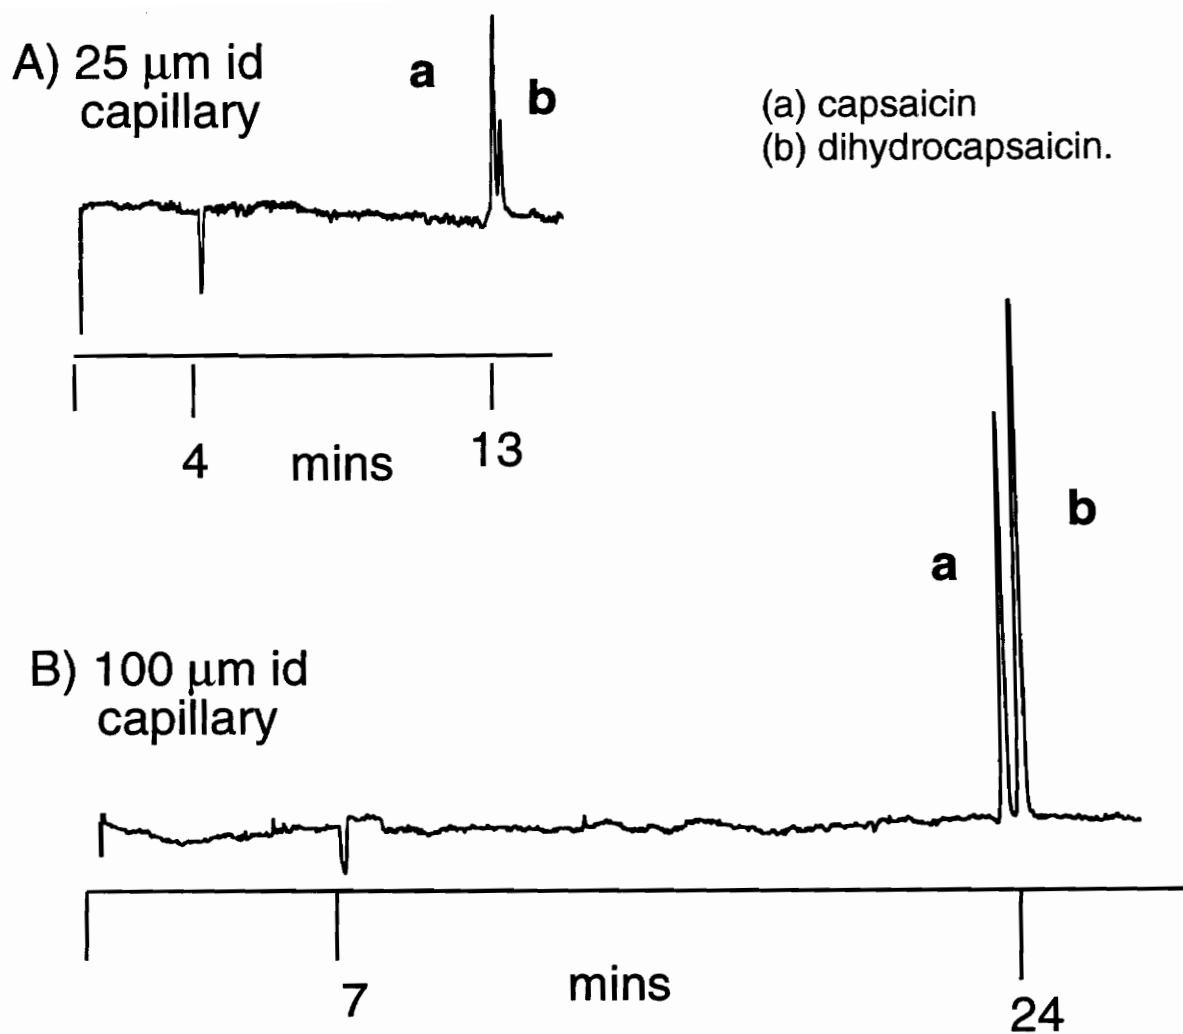 A) 25 μm id
capillary
a
b
(a) capsaicin
(b) dihydrocapsaicin.
4 mins 13
a
b
B) 100 μm id
capillary
7 mins 24